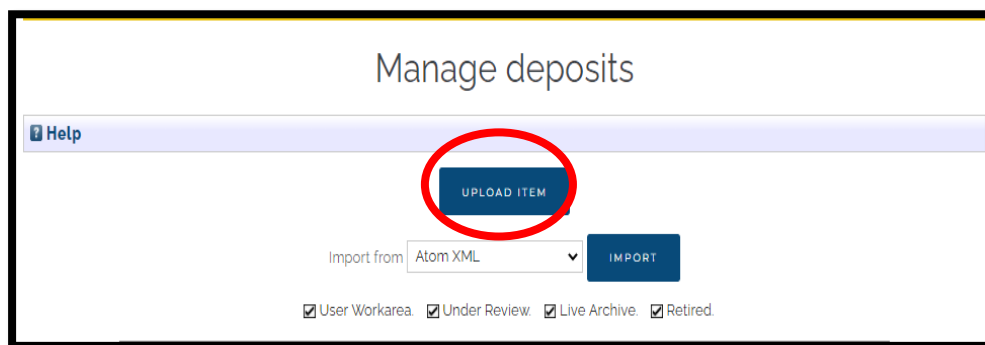 Manage deposits
? Help
UPLOAD ITEM
Import from Atom XML IMPORT
User Workarea. Under Review. Live Archive. Retired.